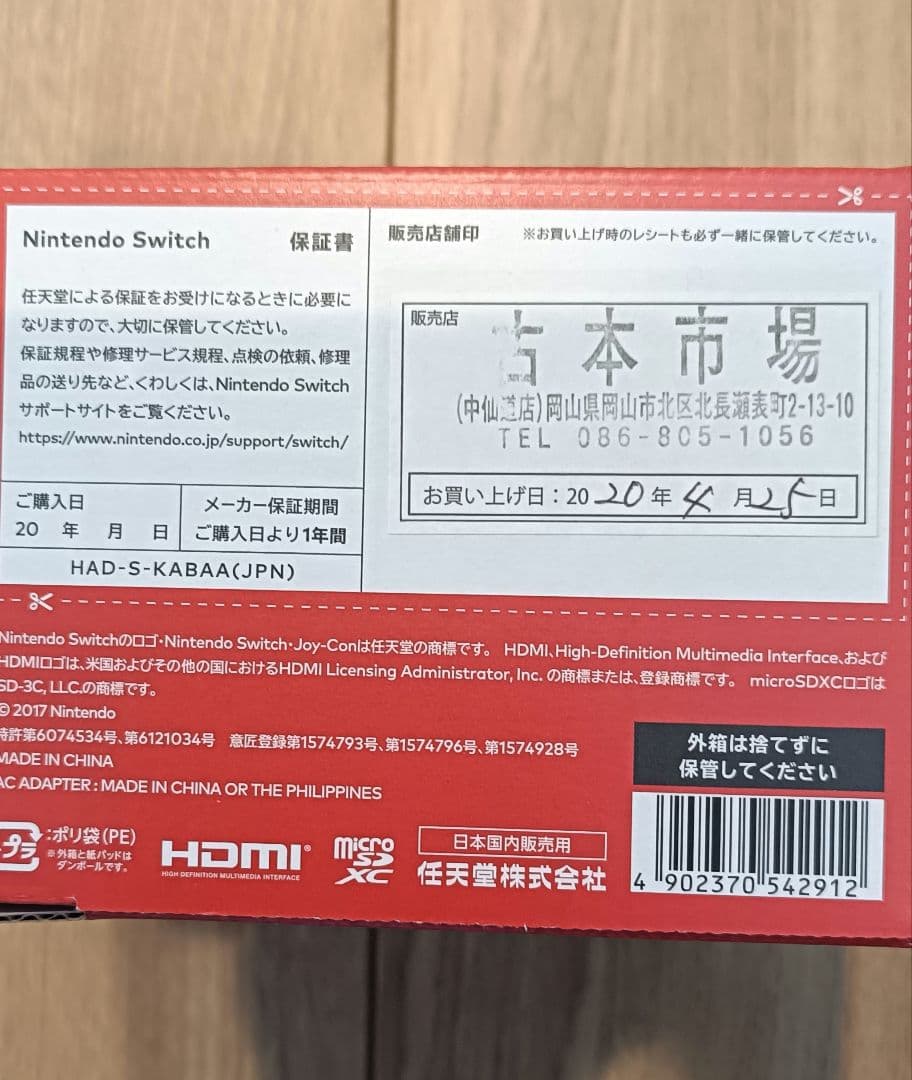 Nintendo Switch 保証書
任天堂による保証をお受けになるときに必要に
なりますので、大切に保管してください。
保証規程や修理サービス規程、点検の依頼、修理
品の送り先など、くわしくは、Nintendo Switch
サポートサイトをご覧ください。
https://www.nintendo.co.jp/support/switch/
ご購入日
20 年 月 日
メーカー保証期間
ご購入日より1年間
HAD-S-KABAA(JPN)
販売店舗印 ※お買い上げ時のレシートも必ず一緒に保管してください。
販売店
古本市場
(中仙道店)岡山県岡山市北区北長瀬表町2-13-10
TEL 086-805-1056
お買い上げ日:2020年4月25日
Nintendo Switchのロゴ・Nintendo Switch・Joy-Conは任天堂の商標です。 HDMI、High-Definition Multimedia Interface、および
HDMIロゴは、米国およびその他の国におけるHDMI Licensing Administrator, Inc. の商標または、登録商標です。 microSDXCロゴは
SD-3C, LLC.の商標です。
© 2017 Nintendo
特許第6074534号、第6121034号 意匠登録第1574793号、第1574796号、第1574928号
MADE IN CHINA
AC ADAPTER : MADE IN CHINA OR THE PHILIPPINES
外箱は捨てずに
保管してください
プラ :ポリ袋(PE)
※外箱と紙パッドは
ダンボールです。
HDMI®
HIGH DEFINITION MULTIMEDIA INTERFACE
micro
SD
XC
日本国内販売用
任天堂株式会社
4 902370 542912